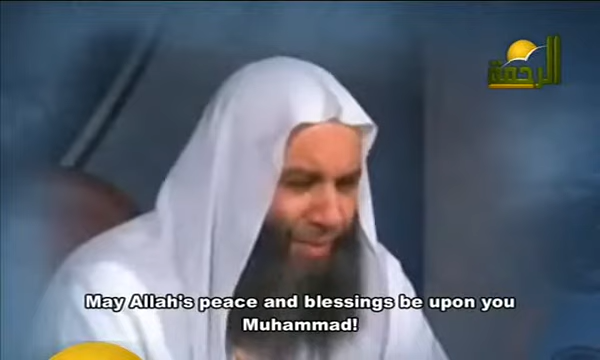 الرحمة
May Allah's peace and blessings be upon you
Muhammad!